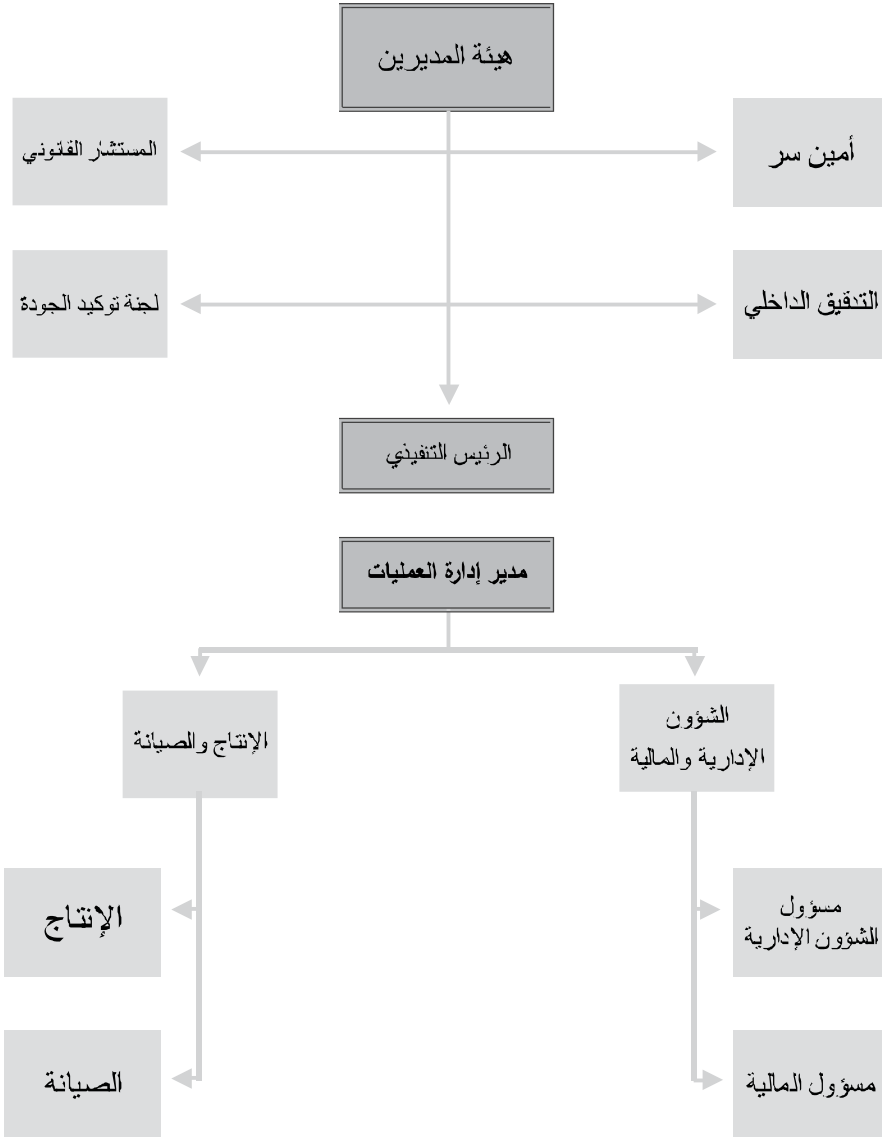 هيئة المديرين
أمين سر
المستشار القانوني
التدقيق الداخلي
لجنة توكيد الجودة
الرئيس التنفيذي
مدير إدارة العمليات
الشؤون
الإدارية والمالية
الإنتاج والصيانة
مسؤول
الشؤون الإدارية
الإنتاج
مسؤول المالية
الصيانة